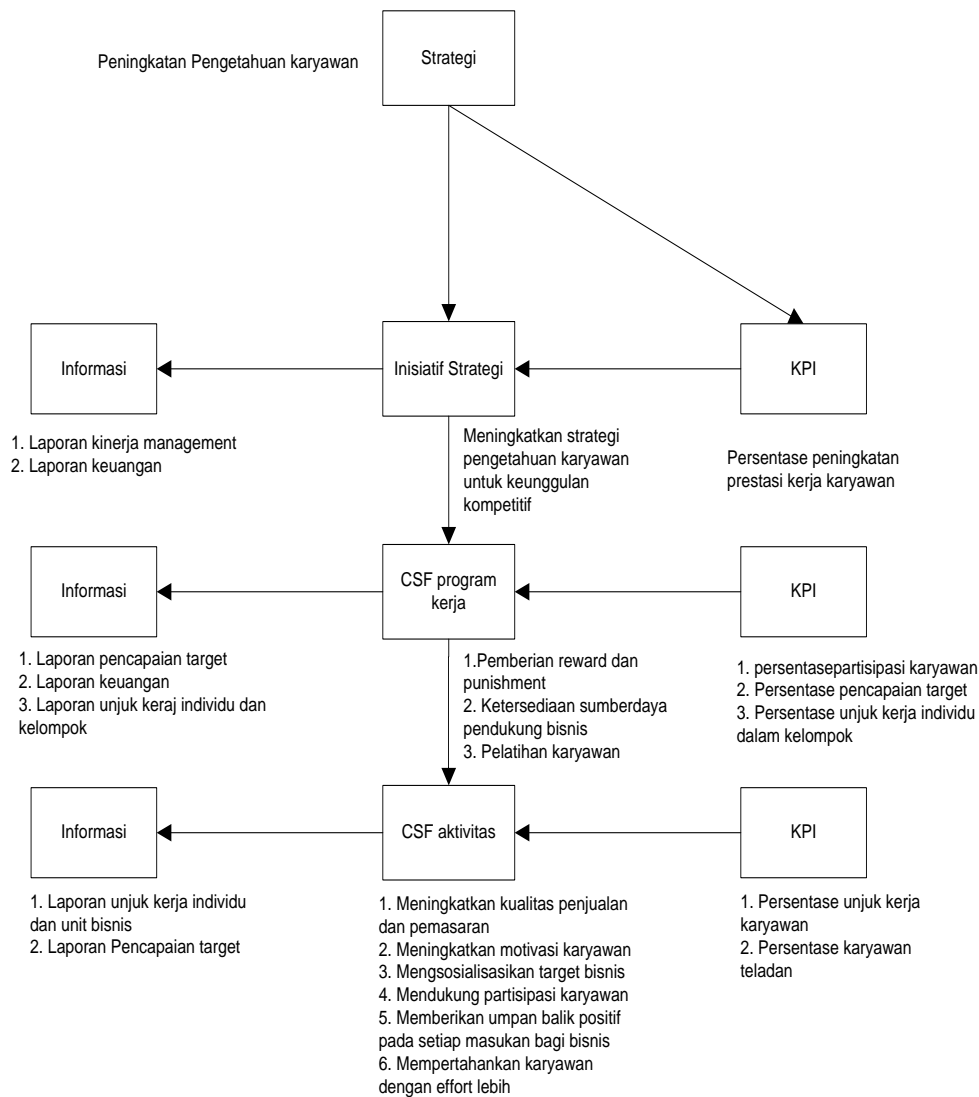 Peningkatan Pengetahuan karyawan
Strategi
Informasi
Inisiatif Strategi
KPI
1. Laporan kinerja management
2. Laporan keuangan
Meningkatkan strategi
pengetahuan karyawan
untuk keunggulan
kompetitif
Persentase peningkatan
prestasi kerja karyawan
Informasi
CSF program
kerja
KPI
1. Laporan pencapaian target
2. Laporan keuangan
3. Laporan unjuk keraj individu dan
kelompok
1.Pemberian reward dan
punishment
2. Ketersediaan sumberdaya
pendukung bisnis
3. Pelatihan karyawan
1. persentasepartisipasi karyawan
2. Persentase pencapaian target
3. Persentase unjuk kerja individu
dalam kelompok
Informasi
CSF aktivitas
KPI
1. Laporan unjuk kerja individu
dan unit bisnis
2. Laporan Pencapaian target
1. Meningkatkan kualitas penjualan
dan pemasaran
2. Meningkatkan motivasi karyawan
3. Mengsosialisasikan target bisnis
4. Mendukung partisipasi karyawan
5. Memberikan umpan balik positif
pada setiap masukan bagi bisnis
6. Mempertahankan karyawan
dengan effort lebih
1. Persentase unjuk kerja
karyawan
2. Persentase karyawan
teladan